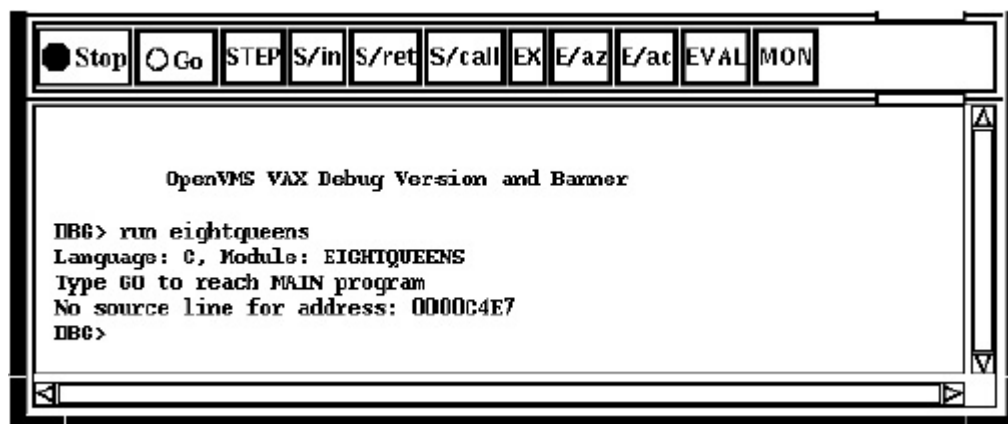 Stop Go STEP S/in S/ret S/call EX E/az E/ac EVAL MON
OpenVMS VAX Debug Version and Banner
DBG> run eightqueens
Language: C, Module: EIGHTQUEENS
Type GO to reach MAIN program
No source line for address: 0000C4E7
DBG>